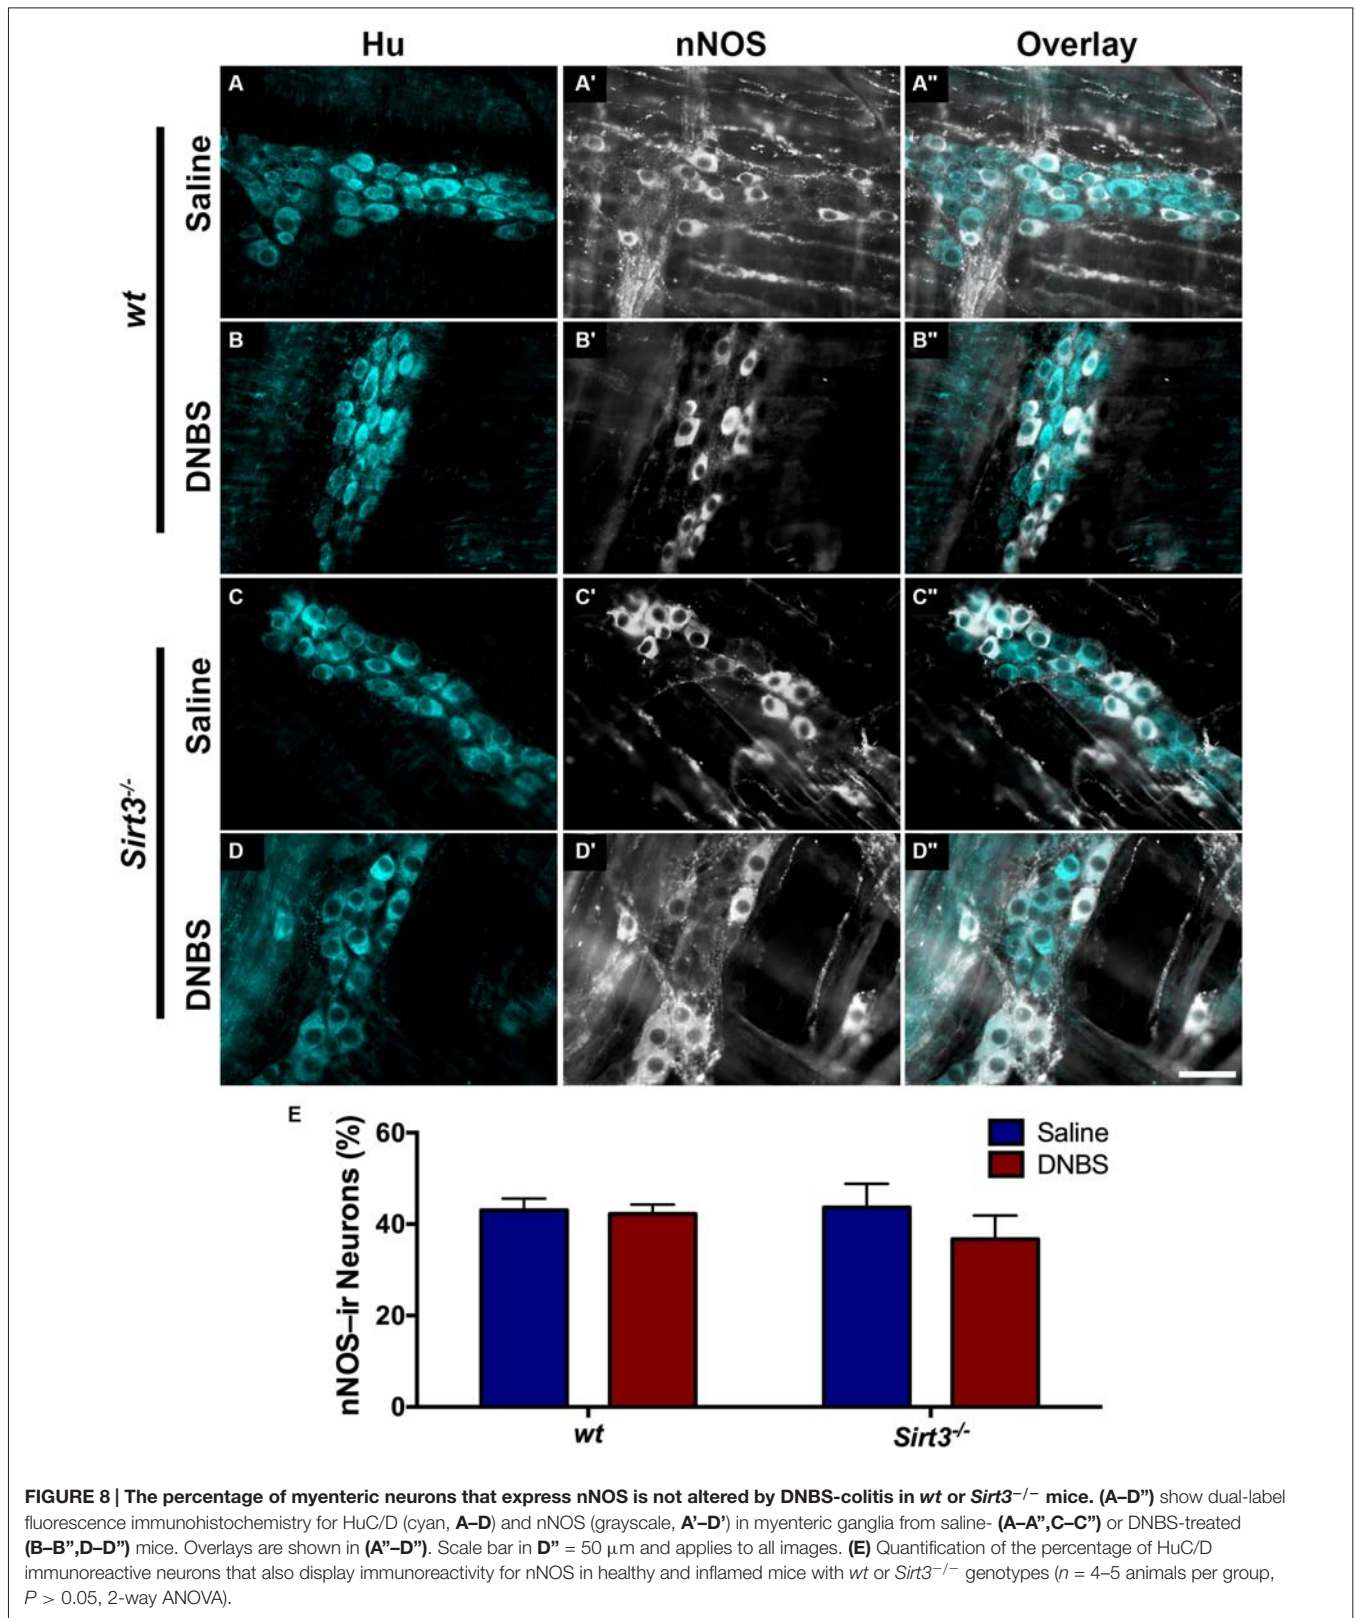 Hu nNOS Overlay
A A' A"
Saline
B B' B"
wt
DNBS
C C' C"
Saline
D D' D"
Sirt3-/-
DNBS
E
60
40
20
0
nNOS–ir Neurons (%)
Saline
DNBS
wt Sirt3-/-
FIGURE 8 | The percentage of myenteric neurons that express nNOS is not altered by DNBS-colitis in wt or Sirt3−/− mice. (A–D”) show dual-label
fluorescence immunohistochemistry for HuC/D (cyan, A–D) and nNOS (grayscale, A’–D’) in myenteric ganglia from saline- (A–A”,C–C”) or DNBS-treated
(B–B”,D–D”) mice. Overlays are shown in (A”–D”). Scale bar in D” = 50 μm and applies to all images. (E) Quantification of the percentage of HuC/D
immunoreactive neurons that also display immunoreactivity for nNOS in healthy and inflamed mice with wt or Sirt3−/− genotypes (n = 4–5 animals per group,
P > 0.05, 2-way ANOVA).